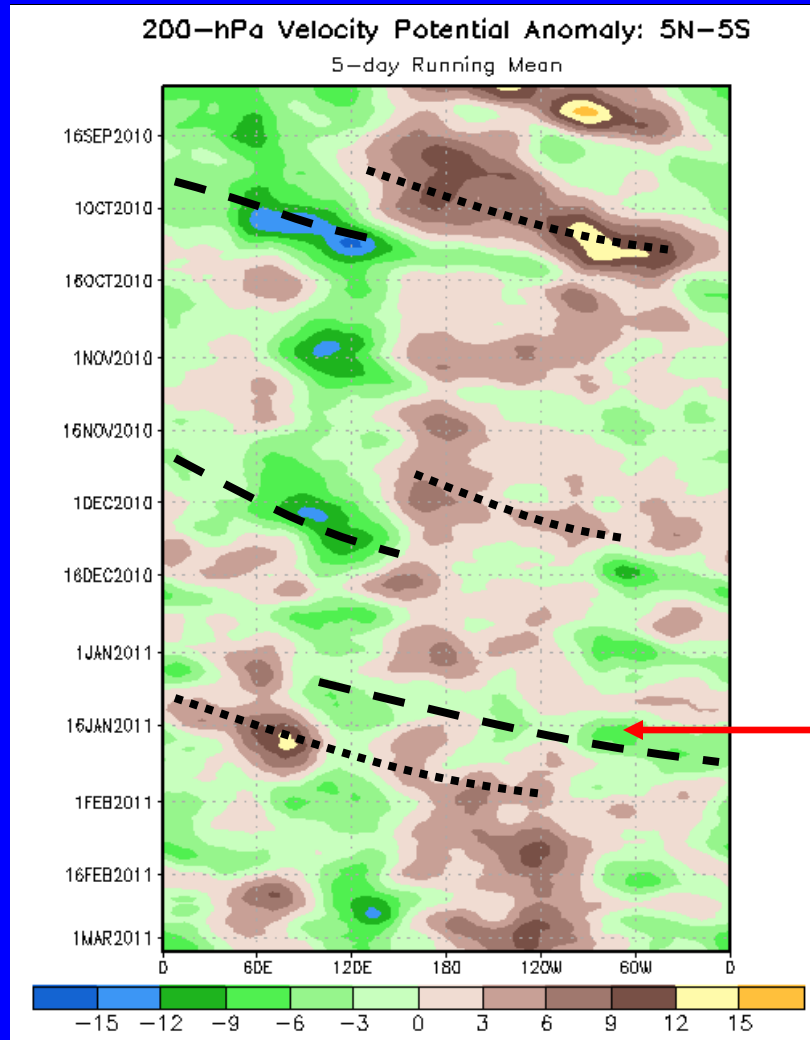 200-hPa Velocity Potential Anomaly: 5N-5S
5-day Running Mean
16SEP2010
1OCT2010
16OCT2010
1NOV2010
16NOV2010
1DEC2010
16DEC2010
1JAN2011
16JAN2011
1FEB2011
16FEB2011
1MAR2011
0 60E 120E 180 120W 60W 0
-15 -12 -9 -6 -3 0 3 6 9 12 15